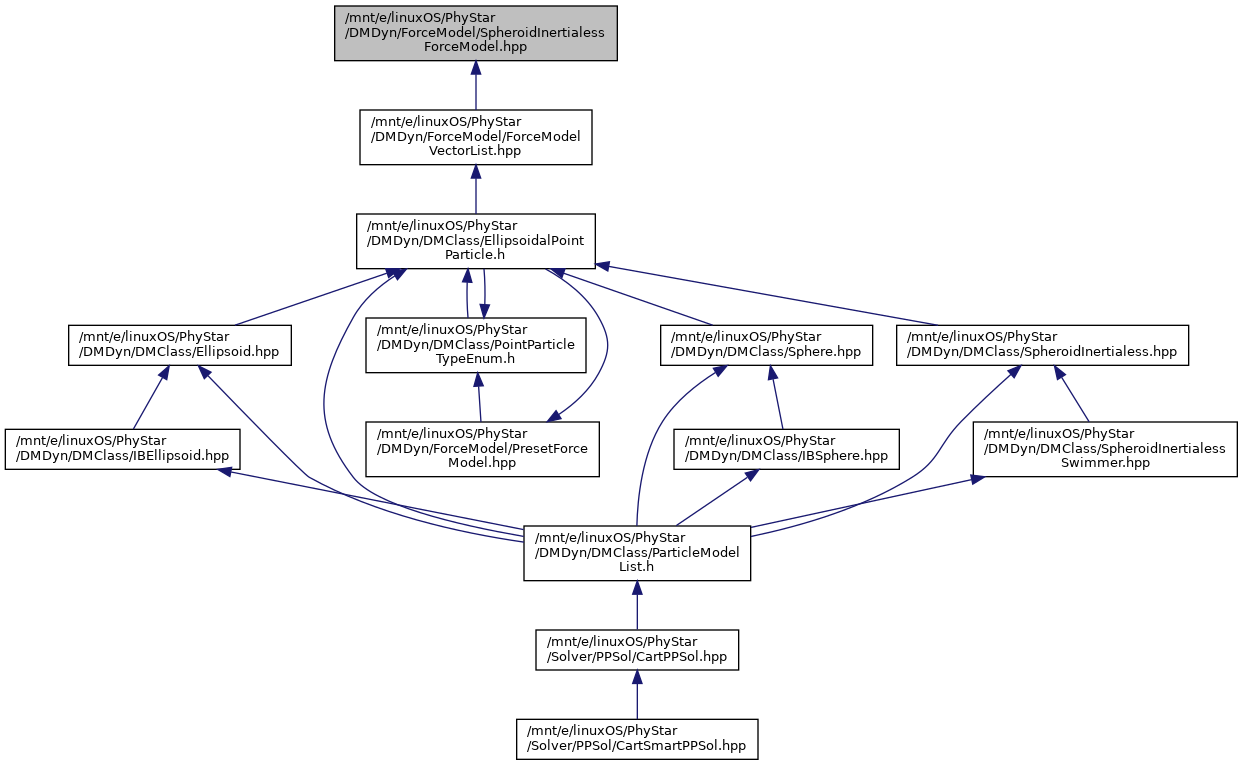 /mnt/e/linuxOS/PhyStar
/DMDyn/ForceModel/SpheroidInertialess
ForceModel.hpp
/mnt/e/linuxOS/PhyStar
/DMDyn/ForceModel/ForceModel
VectorList.hpp
/mnt/e/linuxOS/PhyStar
/DMDyn/DMClass/EllipsoidalPoint
Particle.h
/mnt/e/linuxOS/PhyStar
/DMDyn/DMClass/Ellipsoid.hpp
/mnt/e/linuxOS/PhyStar
/DMDyn/DMClass/PointParticle
TypeEnum.h
/mnt/e/linuxOS/PhyStar
/DMDyn/DMClass/Sphere.hpp
/mnt/e/linuxOS/PhyStar
/DMDyn/DMClass/SpheroidInertialess.hpp
/mnt/e/linuxOS/PhyStar
/DMDyn/DMClass/IBEllipsoid.hpp
/mnt/e/linuxOS/PhyStar
/DMDyn/ForceModel/PresetForce
Model.hpp
/mnt/e/linuxOS/PhyStar
/DMDyn/DMClass/IBSphere.hpp
/mnt/e/linuxOS/PhyStar
/DMDyn/DMClass/SpheroidInertialess
Swimmer.hpp
/mnt/e/linuxOS/PhyStar
/DMDyn/DMClass/ParticleModel
List.h
/mnt/e/linuxOS/PhyStar
/Solver/PPSol/CartPPSol.hpp
/mnt/e/linuxOS/PhyStar
/Solver/PPSol/CartSmartPPSol.hpp